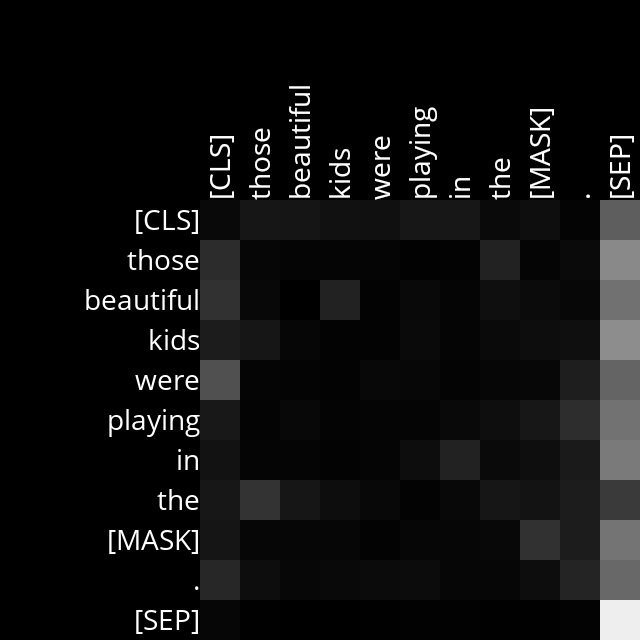 [CLS] those beautiful kids were playing in the [MASK] . [SEP]
[CLS]
those
beautiful
kids
were
playing
in
the
[MASK]
.
[SEP]